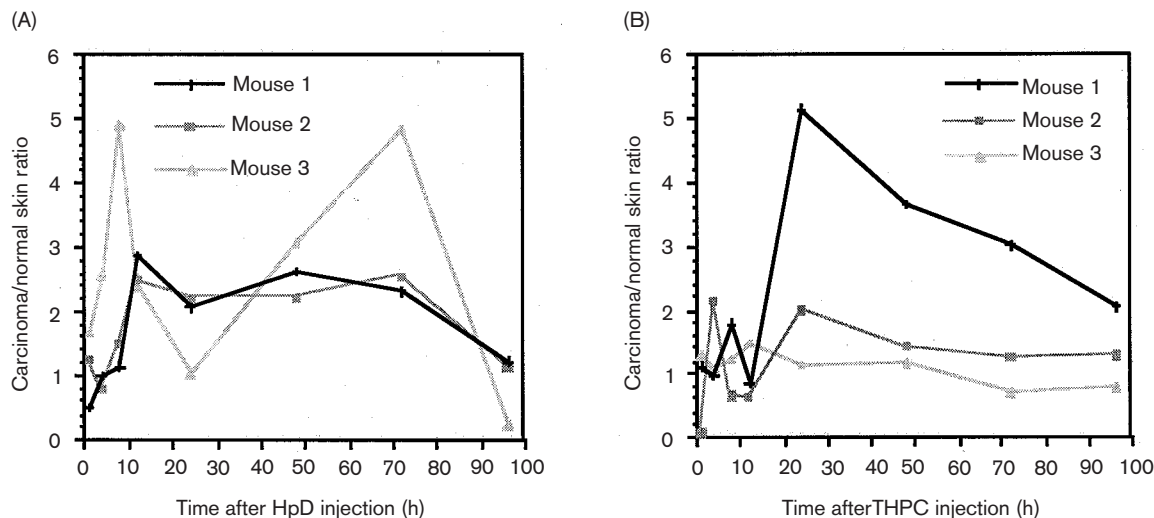 (A)
Carcinoma/normal skin ratio
6
5
4
3
2
1
0
Mouse 1
Mouse 2
Mouse 3
0 10 20 30 40 50 60 70 80 90 100
Time after HpD injection (h)
(B)
Carcinoma/normal skin ratio
6
5
4
3
2
1
0
Mouse 1
Mouse 2
Mouse 3
0 10 20 30 40 50 60 70 80 90 100
Time afterTHPC injection (h)